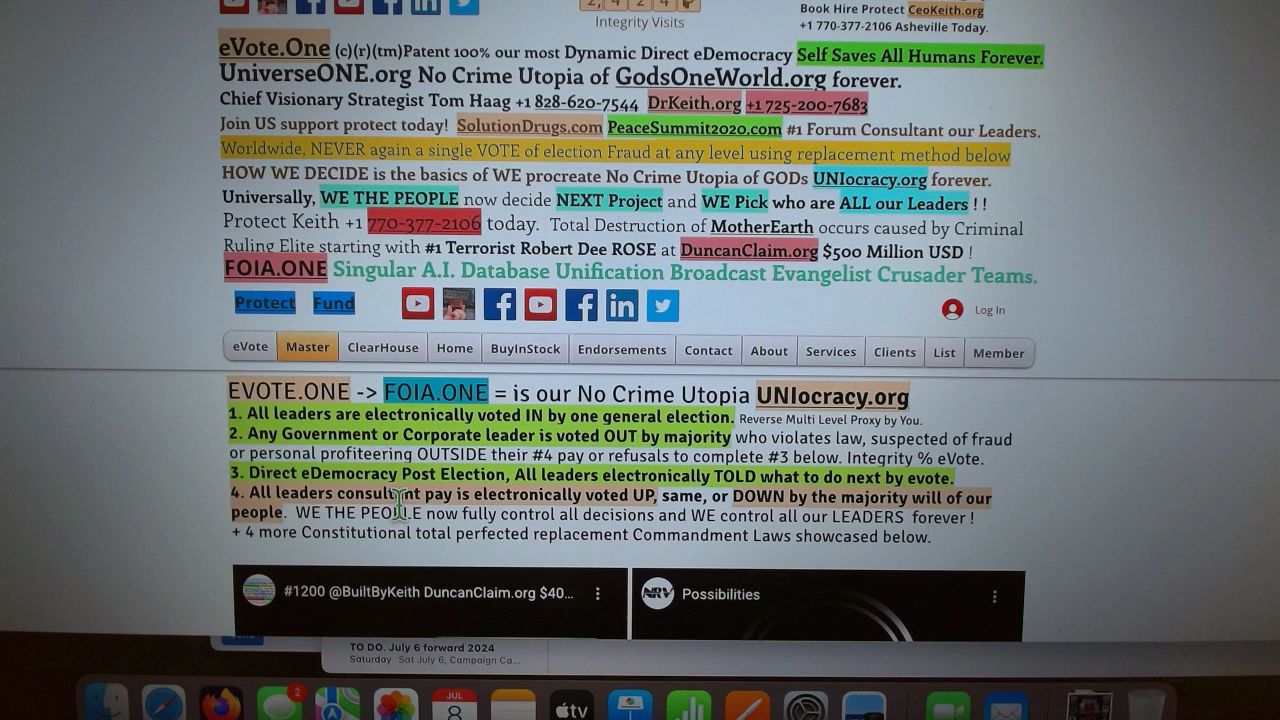 Integrity Visits
Book Hire Protect CeoKeith.org
+1 770-377-2106 Asheville Today.
eVote.One (c)(r)(tm)Patent 100% our most Dynamic Direct eDemocracy Self Saves All Humans Forever.
UniverseONE.org No Crime Utopia of GodsOneWorld.org forever.
Chief Visionary Strategist Tom Haag +1 828-620-7544 DrKeith.org +1 725-200-7683
Join US support protect today! SolutionDrugs.com PeaceSummit2020.com #1 Forum Consultant our Leaders.
Worldwide, NEVER again a single VOTE of election Fraud at any level using replacement method below
HOW WE DECIDE is the basics of WE procreate No Crime Utopia of GODs UNIocracy.org forever.
Universally, WE THE PEOPLE now decide NEXT Project and WE Pick who are ALL our Leaders ! !
Protect Keith +1 770-377-2106 today. Total Destruction of MotherEarth occurs caused by Criminal
Ruling Elite starting with #1 Terrorist Robert Dee ROSE at DuncanClaim.org $500 Million USD !
FOIA.ONE Singular A.I. Database Unification Broadcast Evangelist Crusader Teams.
Protect Fund
Log In
eVote Master ClearHouse Home BuyInStock Endorsements Contact About Services Clients List Member
EVOTE.ONE -> FOIA.ONE = is our No Crime Utopia UNIocracy.org
1. All leaders are electronically voted IN by one general election. Reverse Multi Level Proxy by You.
2. Any Government or Corporate leader is voted OUT by majority who violates law, suspected of fraud
or personal profiteering OUTSIDE their #4 pay or refusals to complete #3 below. Integrity % eVote.
3. Direct eDemocracy Post Election, All leaders electronically TOLD what to do next by evote.
4. All leaders consultant pay is electronically voted UP, same, or DOWN by the majority will of our
people. WE THE PEOPLE now fully control all decisions and WE control all our LEADERS forever !
+ 4 more Constitutional total perfected replacement Commandment Laws showcased below.
#1200 @BuiltByKeith DuncanClaim.org $40...
NRV Possibilities
TO DO. July 6 forward 2024
Saturday Sat July 6, Campaign Ca...
2
JUL
8
tv